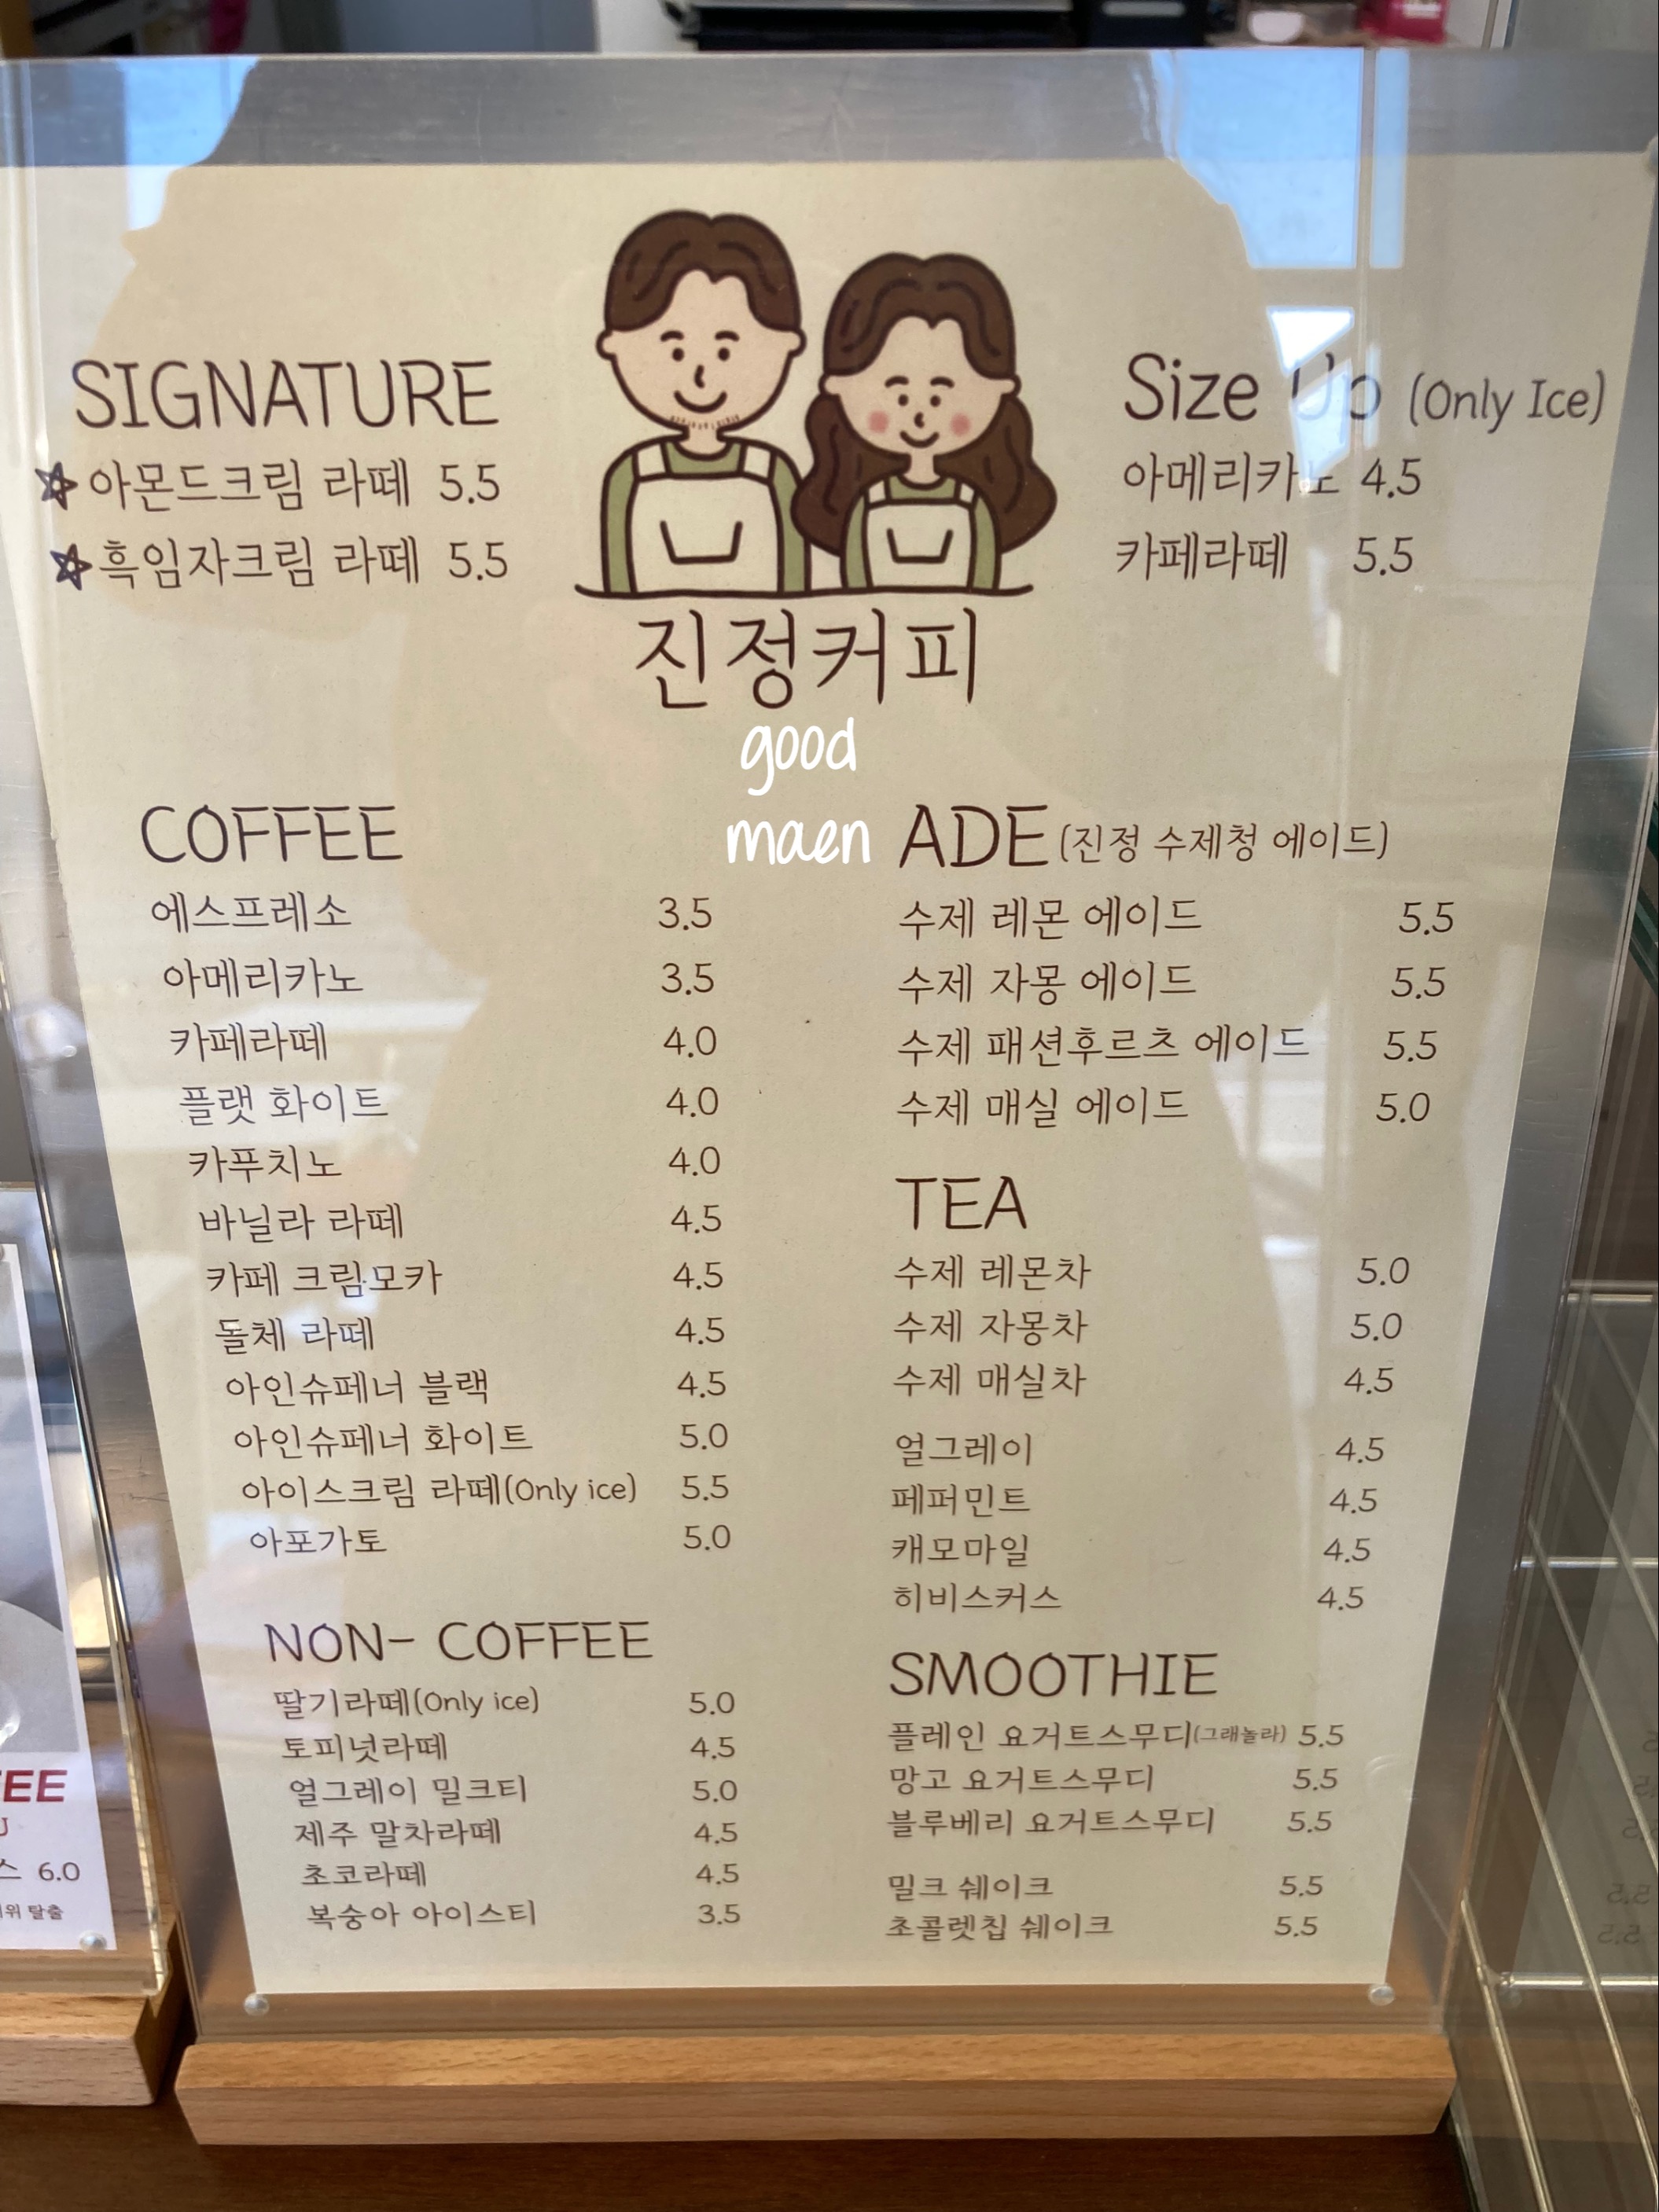 SIGNATURE
☆아몬드크림 라떼 5.5
☆흑임자크림 라떼 5.5
Size Up (Only Ice)
아메리카노 4.5
카페라떼 5.5
진정커피
good
maen
COFFEE
에스프레소 3.5
아메리카노 3.5
카페라떼 4.0
플랫 화이트 4.0
카푸치노 4.0
바닐라 라떼 4.5
카페 크림모카 4.5
돌체 라떼 4.5
아인슈페너 블랙 4.5
아인슈페너 화이트 5.0
아이스크림 라떼(Only ice) 5.5
아포가토 5.0
NON- COFFEE
딸기라떼(Only ice) 5.0
토피넛라떼 4.5
얼그레이 밀크티 5.0
제주 말차라떼 4.5
초코라떼 4.5
복숭아 아이스티 3.5
ADE (진정 수제청 에이드)
수제 레몬 에이드 5.5
수제 자몽 에이드 5.5
수제 패션후르츠 에이드 5.5
수제 매실 에이드 5.0
TEA
수제 레몬차 5.0
수제 자몽차 5.0
수제 매실차 4.5
얼그레이 4.5
페퍼민트 4.5
캐모마일 4.5
히비스커스 4.5
SMOOTHIE
플레인 요거트스무디(그래놀라) 5.5
망고 요거트스무디 5.5
블루베리 요거트스무디 5.5
밀크 쉐이크 5.5
초콜렛칩 쉐이크 5.5
6.0
탈출